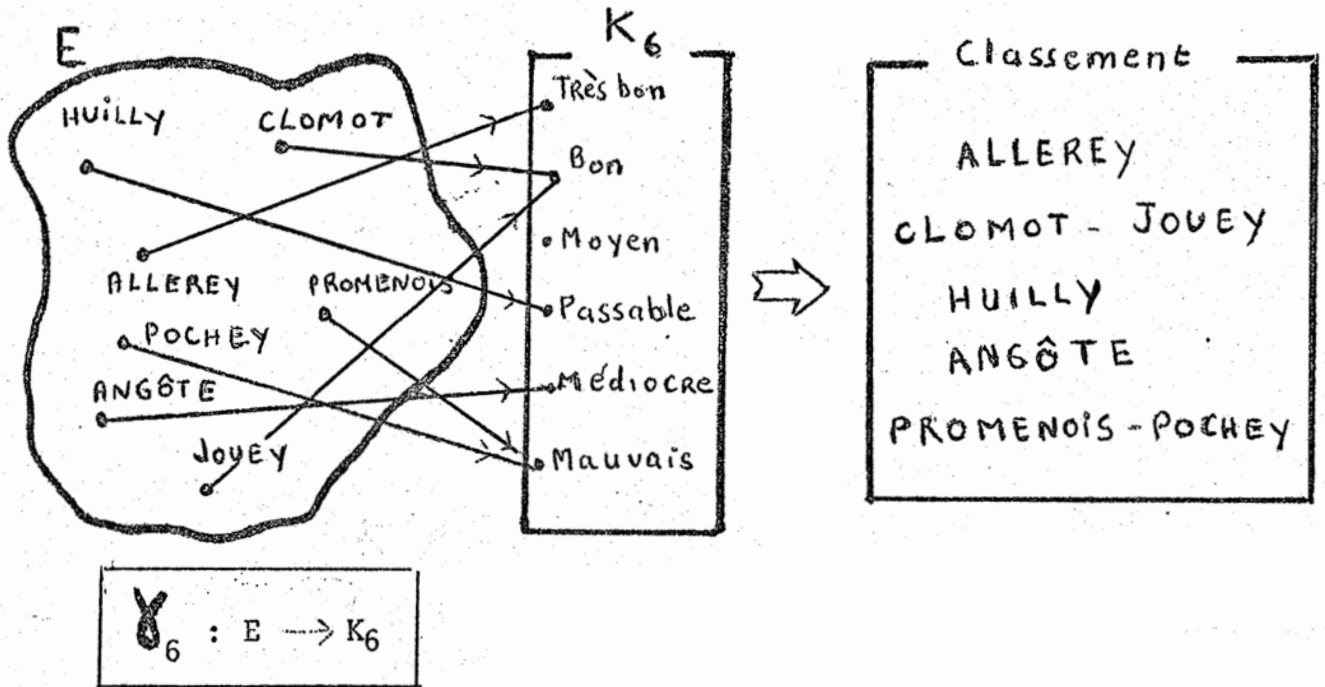 E
HUILLY
CLOMOT
ALLEREY
PROMENOIS
POCHEY
ANGÔTE
JOUEY
K6
Très bon
Bon
Moyen
Passable
Médiocre
Mauvais
Classement
ALLEREY
CLOMOT - JOUEY
HUILLY
ANGÔTE
PROMENOIS - POCHEY
γ6 : E → K6